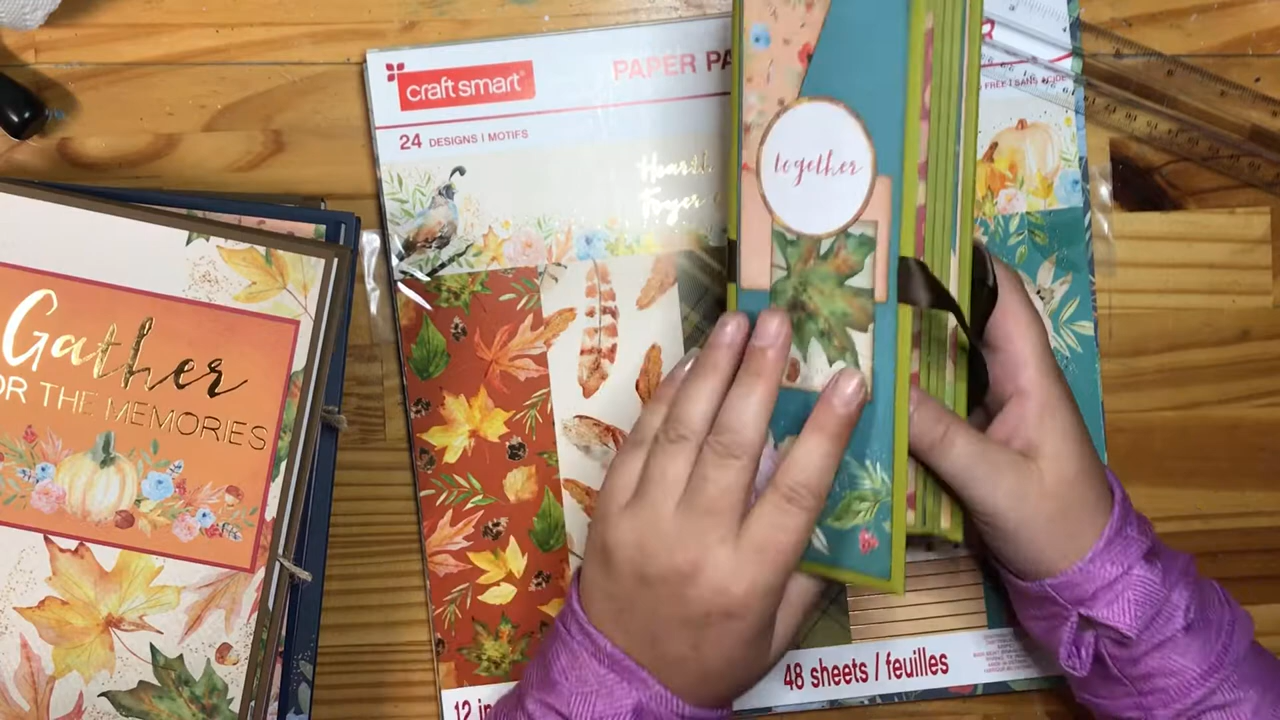 craft smart®
PAPER PA
24 DESIGNS | MOTIFS
together
Gather
OR THE MEMORIES
48 sheets / feuilles
12 in